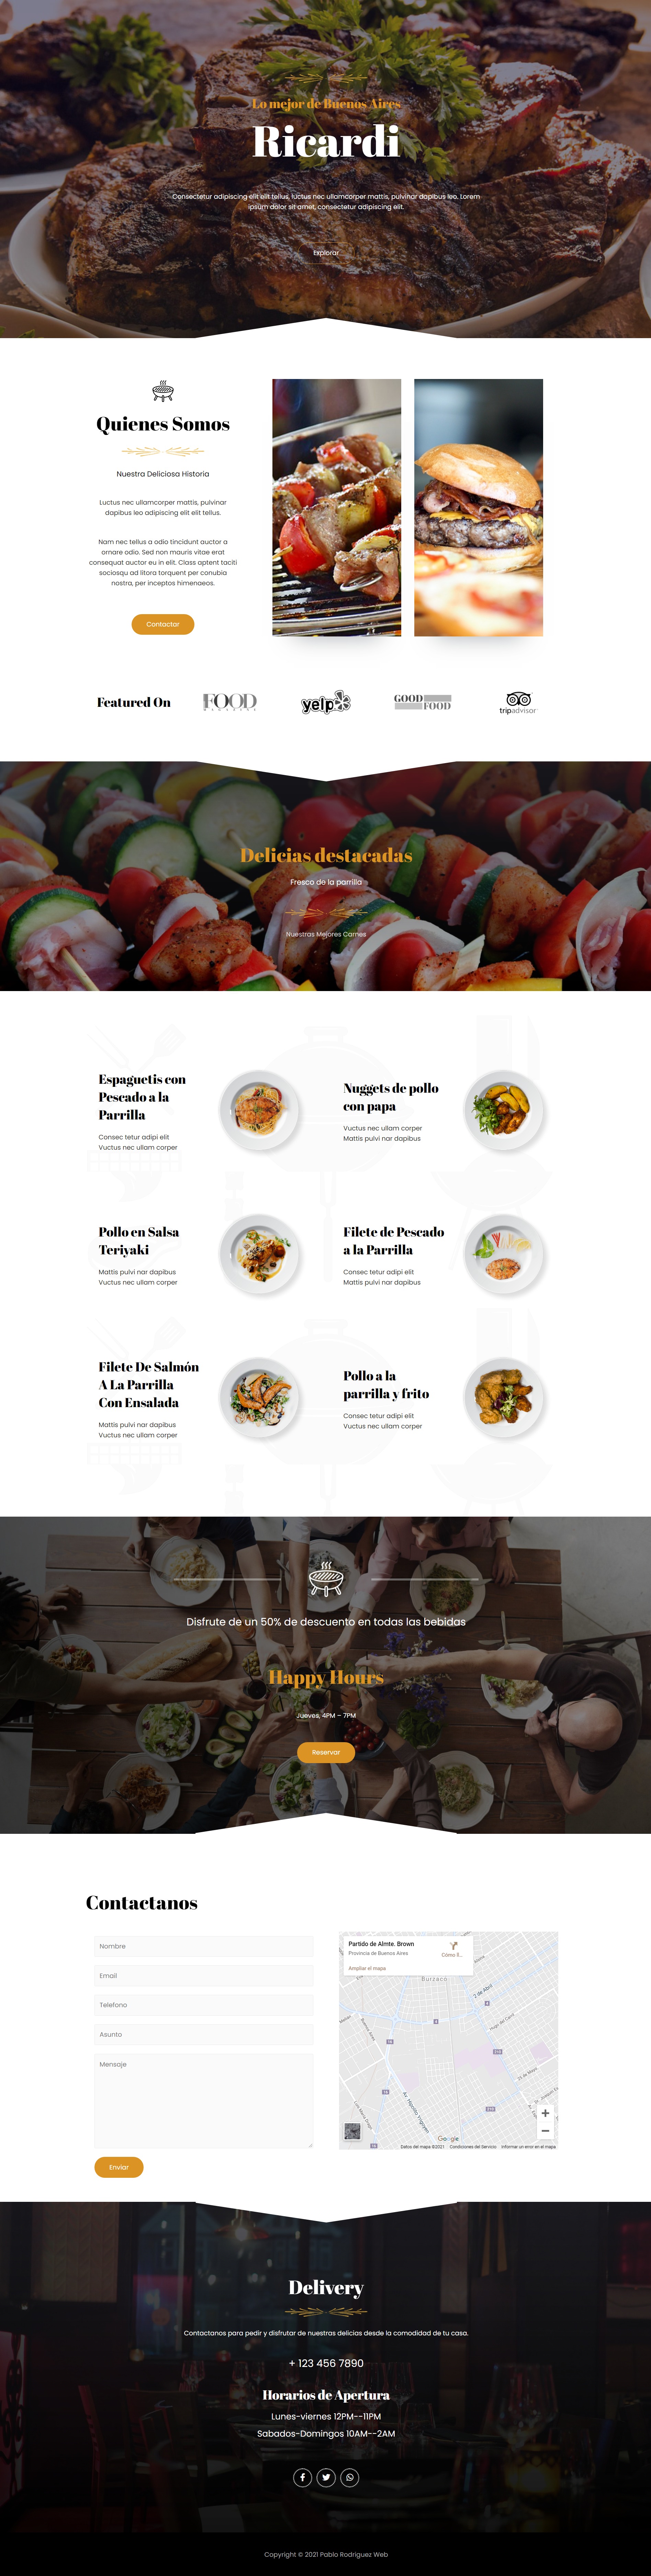 Lo mejor de Buenos Aires
Ricardi
Consectetur adipiscing elit elit tellus, luctus nec ullamcorper mattis, pulvinar dapibus leo. Lorem
ipsum dolor sit amet, consectetur adipiscing elit.
Explorar
Quienes Somos
Nuestra Deliciosa Historia
Luctus nec ullamcorper mattis, pulvinar
dapibus leo adipiscing elit elit tellus.
Nam nec tellus a odio tincidunt auctor a
ornare odio. Sed non mauris vitae erat
consequat auctor eu in elit. Class aptent taciti
sociosqu ad litora torquent per conubia
nostra, per inceptos himenaeos.
Contactar
Featured On
FOOD
MAGAZINE
yelp
GOOD
FOOD
tripadvisor
Delicias destacadas
Fresco de la parrilla
Nuestras Mejores Carnes
Espaguetis con
Pescado a la
Parrilla
Consec tetur adipi elit
Vuctus nec ullam corper
Nuggets de pollo
con papa
Vuctus nec ullam corper
Mattis pulvi nar dapibus
Pollo en Salsa
Teriyaki
Mattis pulvi nar dapibus
Vuctus nec ullam corper
Filete de Pescado
a la Parrilla
Consec tetur adipi elit
Mattis pulvi nar dapibus
Filete De Salmón
A La Parrilla
Con Ensalada
Mattis pulvi nar dapibus
Vuctus nec ullam corper
Pollo a la
parrilla y frito
Consec tetur adipi elit
Vuctus nec ullam corper
Disfrute de un 50% de descuento en todas las bebidas
Happy Hours
Jueves, 4PM – 7PM
Reservar
Contactanos
Nombre
Email
Telefono
Asunto
Mensaje
Enviar
Partido de Almte. Brown
Provincia de Buenos Aires
Cómo ll...
Ampliar el mapa
Burzaco
2 de Abril
Av. Hipólito Yrigoyen
Google
Datos del mapa ©2021
Condiciones del Servicio
Informar un error en el mapa
Delivery
Contactanos para pedir y disfrutar de nuestras delicias desde la comodidad de tu casa.
+ 123 456 7890
Horarios de Apertura
Lunes-viernes 12PM--11PM
Sabados-Domingos 10AM--2AM
Copyright © 2021 Pablo Rodriguez Web